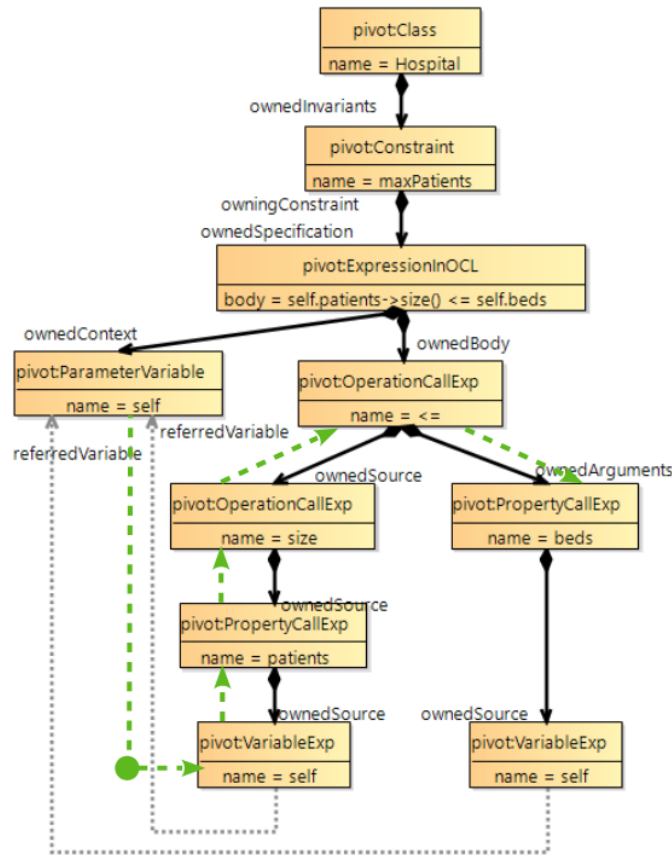 pivot:Class
name = Hospital
ownedInvariants
pivot:Constraint
name = maxPatients
owningConstraint
ownedSpecification
pivot:ExpressionInOCL
body = self.patients->size() <= self.beds
ownedContext
ownedBody
pivot:ParameterVariable
name = self
pivot:OperationCallExp
name = <=
referredVariable
referredVariable
ownedSource
ownedArguments
pivot:OperationCallExp
name = size
pivot:PropertyCallExp
name = beds
ownedSource
pivot:PropertyCallExp
name = patients
ownedSource
ownedSource
pivot:VariableExp
name = self
pivot:VariableExp
name = self